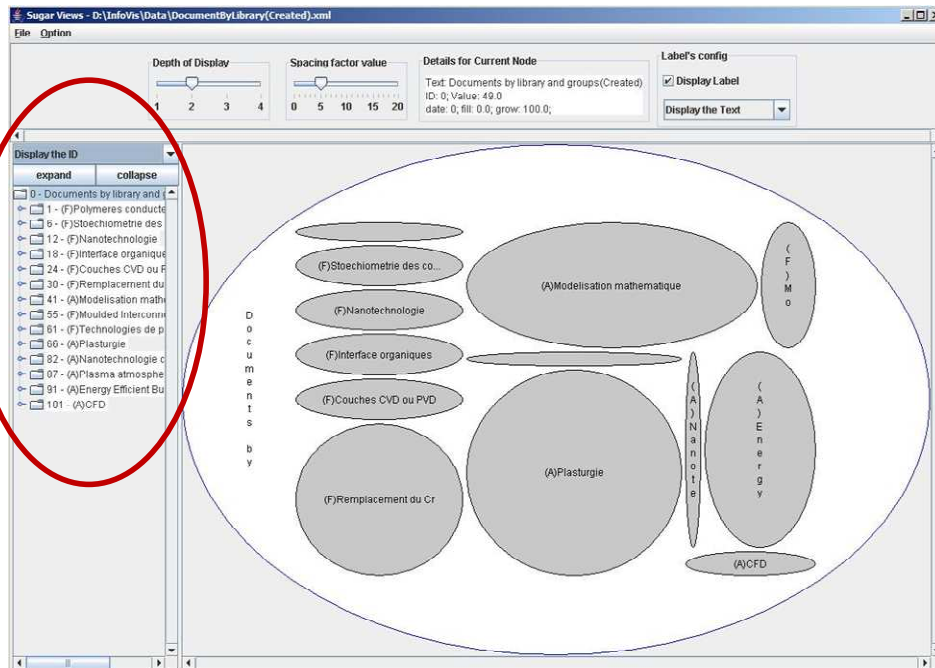 Sugar Views - D:\InfoVis\Data\DocumentByLibrary(Created).xml
File Option
Depth of Display
1 2 3 4
Spacing factor value
0 5 10 15 20
Details for Current Node
Text: Documents by library and groups(Created)
ID: 0; Value: 49.0
date: 0; fill: 0.0; grow: 100.0;
Label's config
Display Label
Display the Text
Display the ID
expand collapse
0 - Documents by library and
1 - (F)Polymeres conducte
6 - (F)Stoechiometrie des
12 - (F)Nanotechnologie
18 - (F)Interface organique
24 - (F)Couches CVD ou
30 - (F)Remplacement du
41 - (A)Modelisation mathe
55 - (F)Moulded Interconne
61 - (F)Technologies de p
66 - (A)Plasturgie
82 - (A)Nanotechnologie
07 - (A)Plasma atmosphe
91 - (A)Energy Efficient Bu
101 - (A)CFD
Documents by
(F)Stoechiometrie des co...
(F)Nanotechnologie
(F)Interface organiques
(F)Couches CVD ou PVD
(F)Remplacement du Cr
(A)Modelisation mathematique
(F)Mo
(A)Plasturgie
(A)Nanote
(A)Energy
(A)CFD